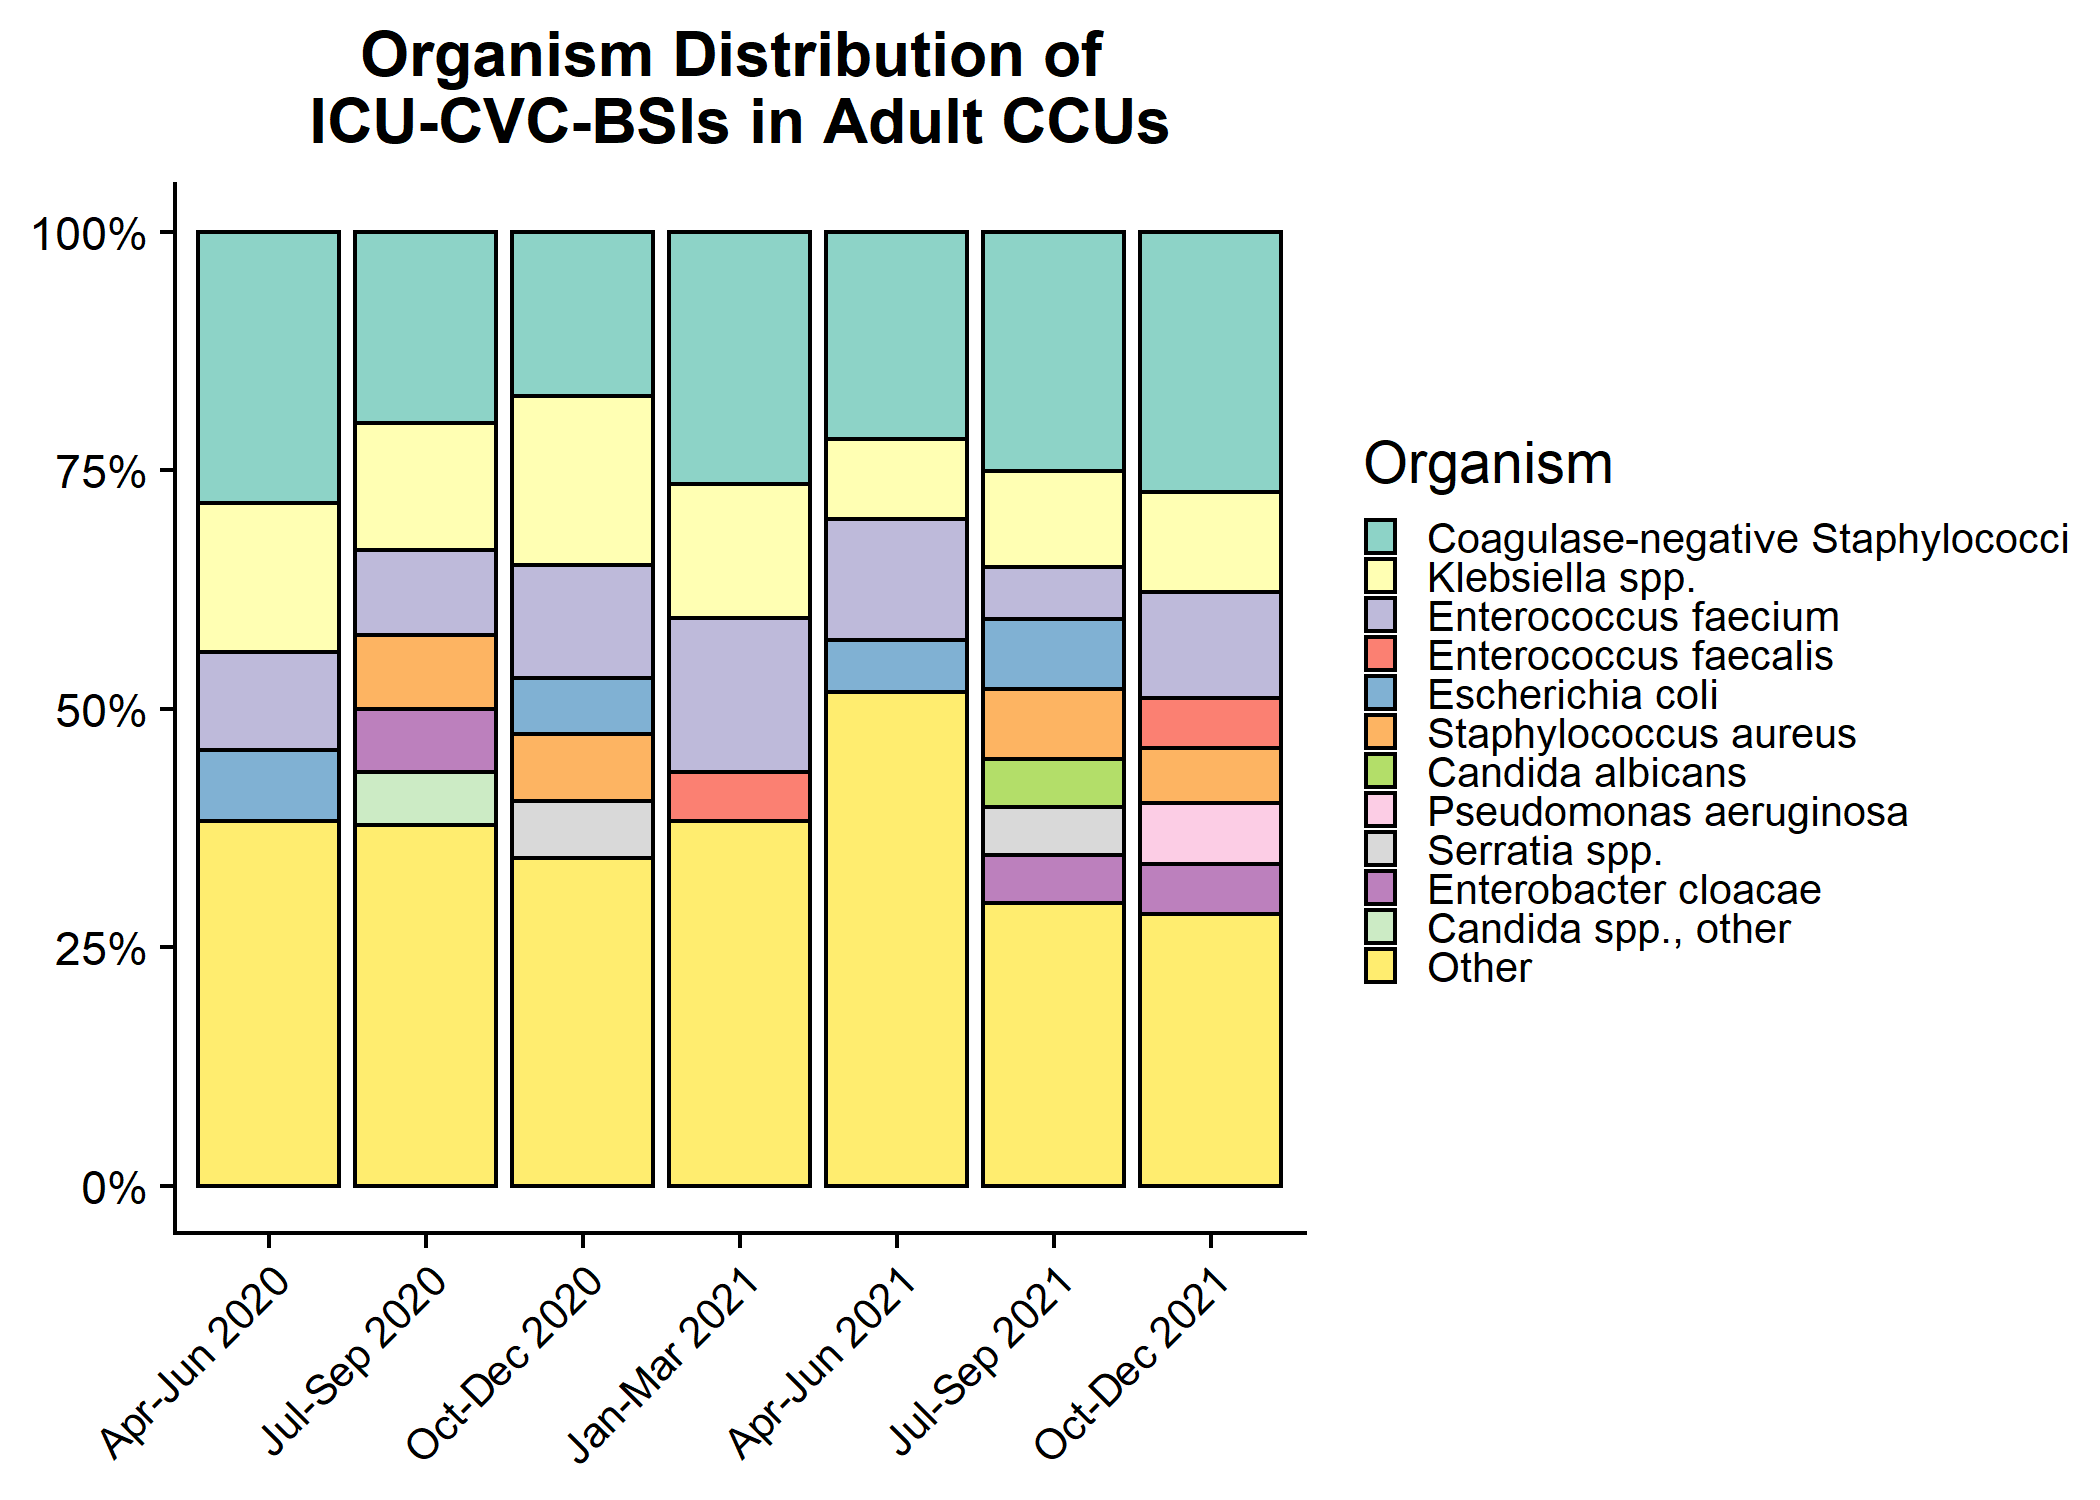 Organism Distribution of
ICU-CVC-BSIs in Adult CCUs
100%
75%
50%
25%
0%
Apr-Jun 2020
Jul-Sep 2020
Oct-Dec 2020
Jan-Mar 2021
Apr-Jun 2021
Jul-Sep 2021
Oct-Dec 2021
Organism
Coagulase-negative Staphylococci
Klebsiella spp.
Enterococcus faecium
Enterococcus faecalis
Escherichia coli
Staphylococcus aureus
Candida albicans
Pseudomonas aeruginosa
Serratia spp.
Enterobacter cloacae
Candida spp., other
Other